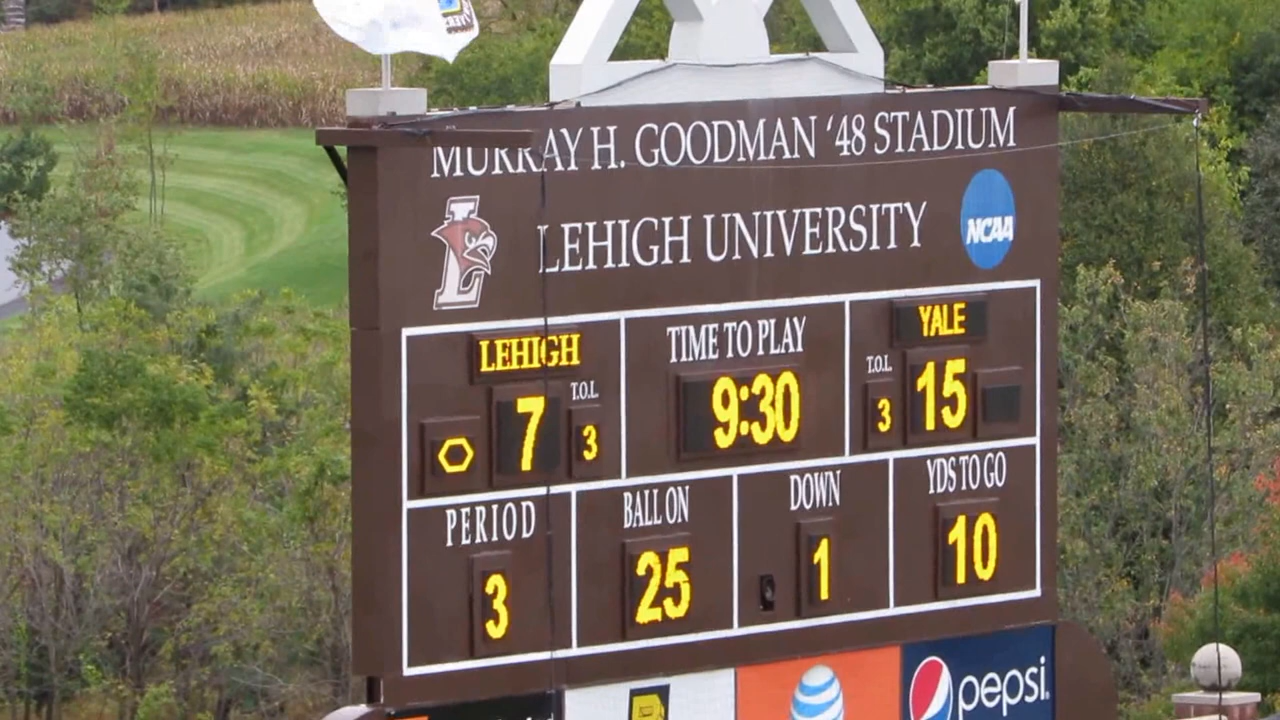 MURRAY H. GOODMAN '48 STADIUM
LEHIGH UNIVERSITY
NCAA
LEHIGH
TIME TO PLAY
YALE
T.O.L
T.O.L
7
3
9:30
3
15
PERIOD
BALL ON
DOWN
YDS TO GO
3
25
1
10
pepsi